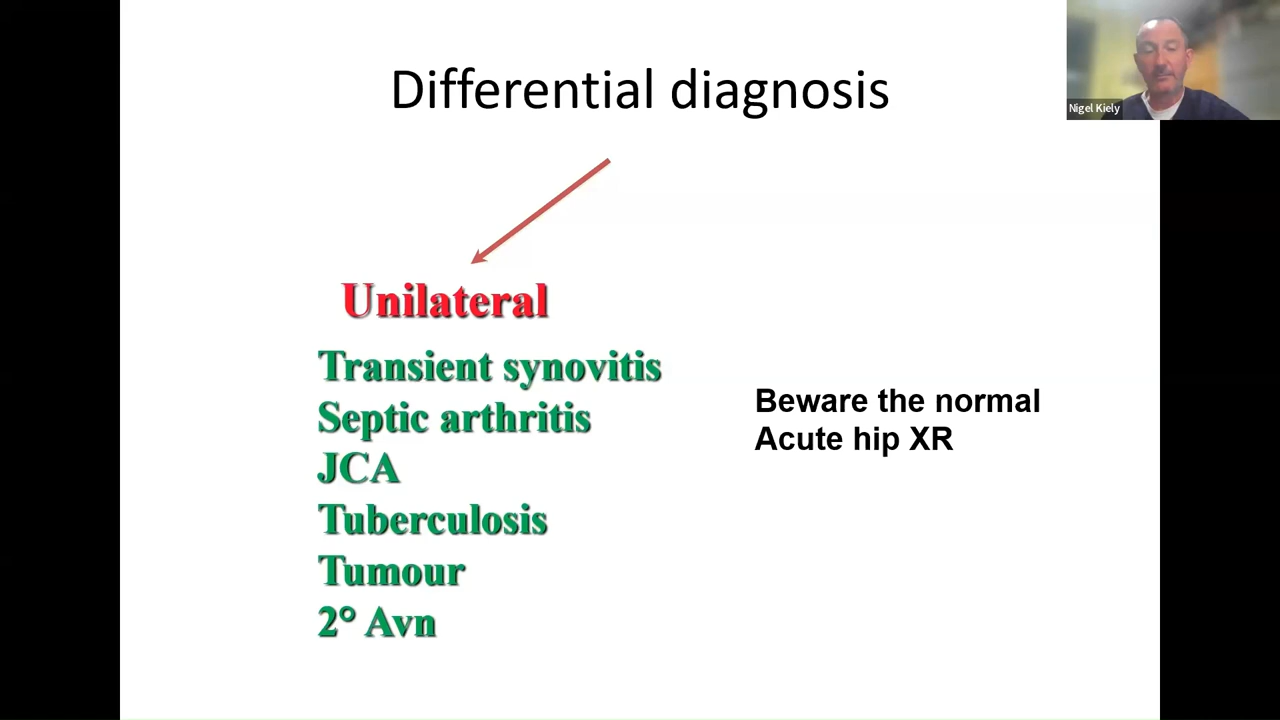 Differential diagnosis
Nigel Kiely
Unilateral
Transient synovitis
Septic arthritis
JCA
Tuberculosis
Tumour
2° Avn
Beware the normal
Acute hip XR